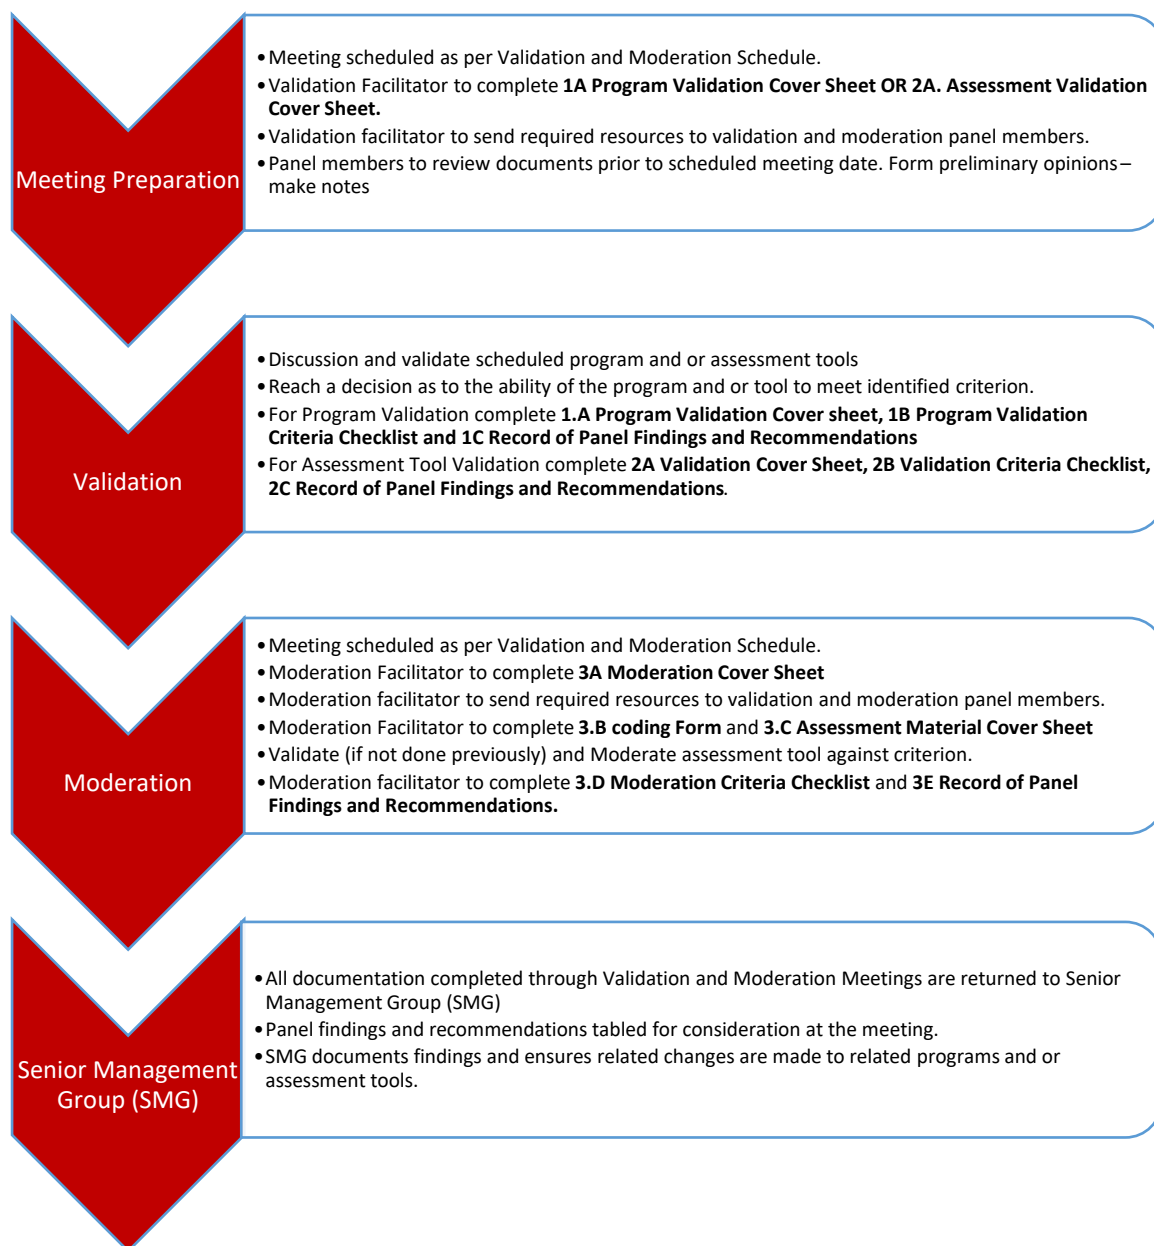 Meeting Preparation
•Meeting scheduled as per Validation and Moderation Schedule.
•Validation Facilitator to complete 1A Program Validation Cover Sheet OR 2A. Assessment Validation
Cover Sheet.
•Validation facilitator to send required resources to validation and moderation panel members.
•Panel members to review documents prior to scheduled meeting date. Form preliminary opinions–
make notes
Validation
•Discussion and validate scheduled program and or assessment tools
•Reach a decision as to the ability of the program and or tool to meet identified criterion.
•For Program Validation complete 1.A Program Validation Cover sheet, 1B Program Validation
Criteria Checklist and 1C Record of Panel Findings and Recommendations
•For Assessment Tool Validation complete 2A Validation Cover Sheet, 2B Validation Criteria Checklist,
2C Record of Panel Findings and Recommendations.
Moderation
•Meeting scheduled as per Validation and Moderation Schedule.
•Moderation Facilitator to complete 3A Moderation Cover Sheet
•Moderation facilitator to send required resources to validation and moderation panel members.
•Moderation Facilitator to complete 3.B coding Form and 3.C Assessment Material Cover Sheet
•Validate (if not done previously) and Moderate assessment tool against criterion.
•Moderation facilitator to complete 3.D Moderation Criteria Checklist and 3E Record of Panel
Findings and Recommendations.
Senior Management
Group (SMG)
•All documentation completed through Validation and Moderation Meetings are returned to Senior
Management Group (SMG)
•Panel findings and recommendations tabled for consideration at the meeting.
•SMG documents findings and ensures related changes are made to related programs and or
assessment tools.